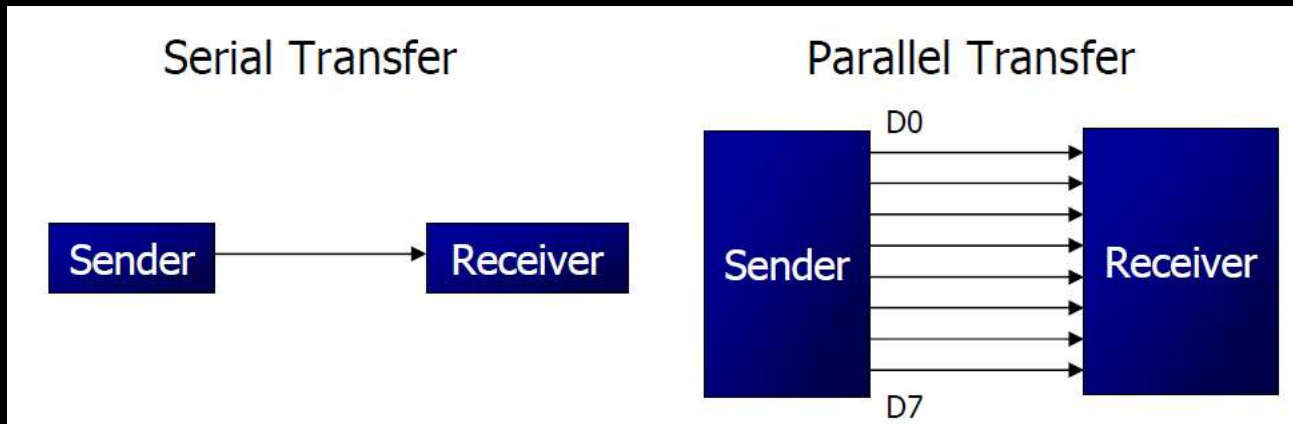 Serial Transfer
Sender
Receiver
Parallel Transfer
D0
Sender
Receiver
D7